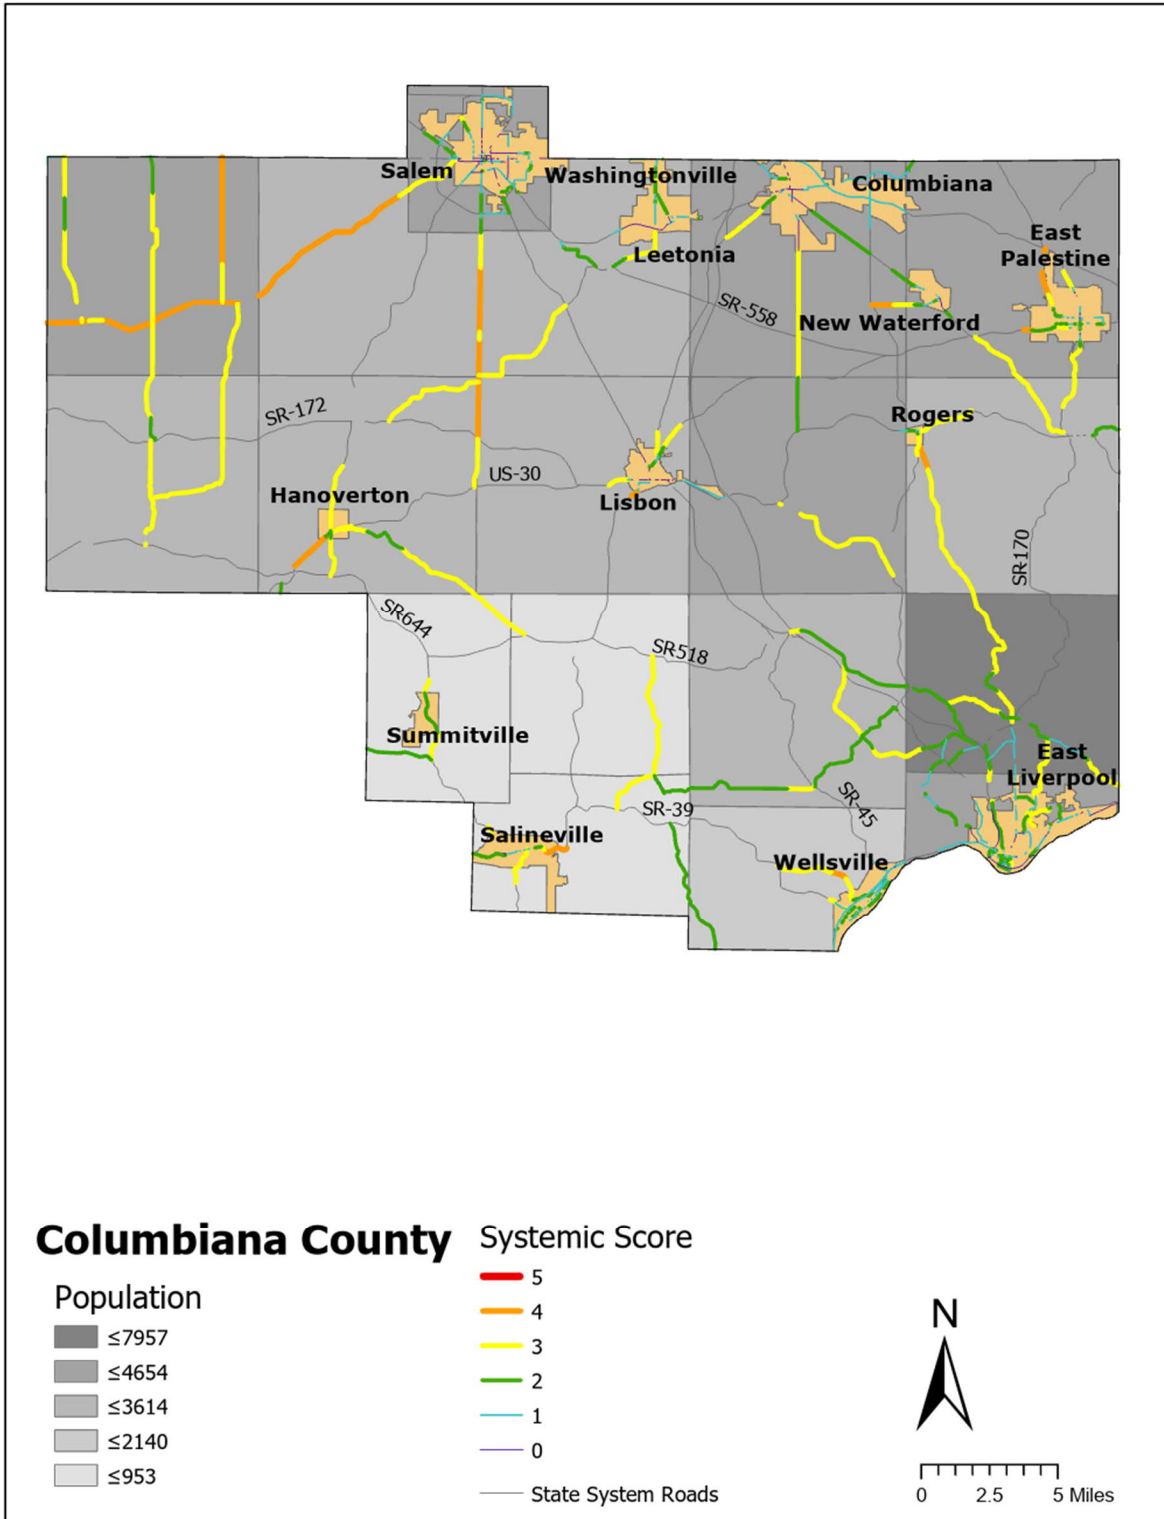 Salem
Washingtonville
Columbiana
East
Palestine
Leetonia
SR-558
New Waterford
SR-172
Rogers
US-30
Hanoverton
Lisbon
SR170
SR644
SR518
Summitville
East
Liverpool
SR-39
SR-45
Salineville
Wellsville
Columbiana County
Population
≤7957
≤4654
≤3614
≤2140
≤953
Systemic Score
5
4
3
2
1
0
State System Roads
N
0 2.5 5 Miles